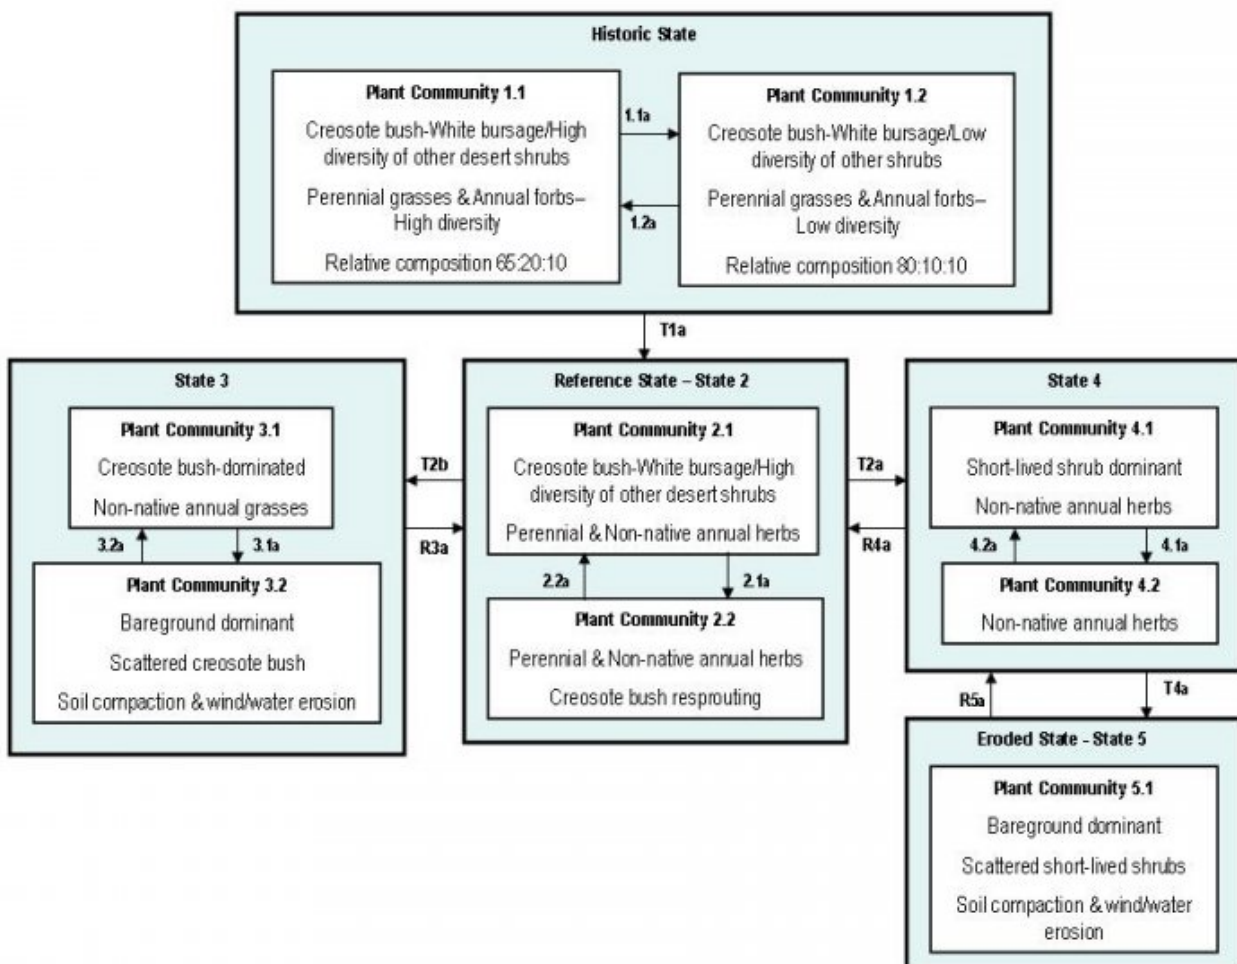 Historic State
Plant Community 1.1
Creosote bush-White bursage/High
diversity of other desert shrubs
Perennial grasses & Annual forbs–
High diversity
Relative composition 65:20:10
1.1a
1.2a
Plant Community 1.2
Creosote bush-White bursage/Low
diversity of other shrubs
Perennial grasses & Annual forbs–
Low diversity
Relative composition 80:10:10
T1a
State 3
Plant Community 3.1
Creosote bush-dominated
Non-native annual grasses
3.2a
3.1a
Plant Community 3.2
Bareground dominant
Scattered creosote bush
Soil compaction & wind/water erosion
T2b
R3a
Reference State – State 2
Plant Community 2.1
Creosote bush-White bursage/High
diversity of other desert shrubs
Perennial & Non-native annual herbs
2.2a
2.1a
Plant Community 2.2
Perennial & Non-native annual herbs
Creosote bush resprouting
T2a
R4a
State 4
Plant Community 4.1
Short-lived shrub dominant
Non-native annual herbs
4.2a
4.1a
Plant Community 4.2
Non-native annual herbs
R5a
T4a
Eroded State - State 5
Plant Community 5.1
Bareground dominant
Scattered short-lived shrubs
Soil compaction & wind/water
erosion